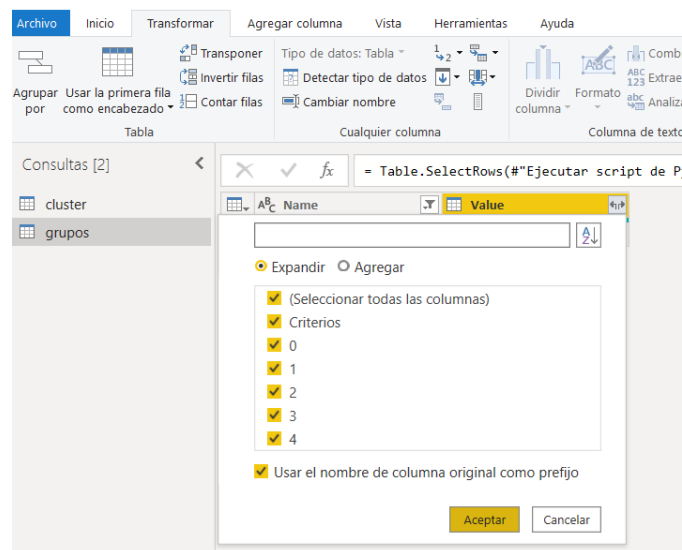 Archivo Inicio Transformar Agregar columna Vista Herramientas Ayuda
Transponer Tipo de datos: Tabla Comb
Invertir filas Detectar tipo de datos Extrae
Agrupar por Usar la primera fila como encabezado Contar filas Cambiar nombre Dividir columna Formato Analiza
Tabla Cualquier columna Columna de texto
Consultas [2] fx = Table.SelectRows(#"Ejecutar script de P
cluster ABC Name Value
grupos
Expandir Agregar
(Seleccionar todas las columnas)
Criterios
0
1
2
3
4
Usar el nombre de columna original como prefijo
Aceptar Cancelar